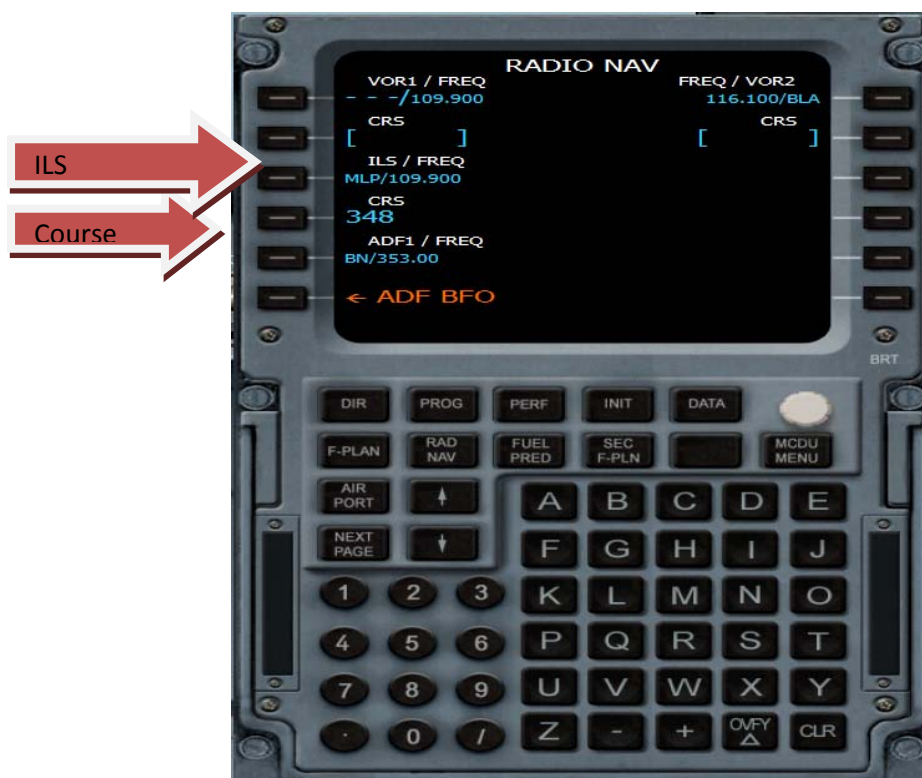 RADIO NAV
VOR1 / FREQ FREQ / VOR2
- - -/109.900 116.100/BLA
CRS CRS
[ ] [ ]
ILS
ILS / FREQ
MLP/109.900
CRS
348
Course
ADF1 / FREQ
BN/353.00
← ADF BFO
BRT
DIR PROG PERF INIT DATA
F-PLAN RAD NAV FUEL PRED SEC F-PLN MCDU MENU
AIR PORT
NEXT PAGE
A B C D E
F G H I J
1 2 3 K L M N O
4 5 6 P Q R S T
7 8 9 U V W X Y
. 0 / Z - + OVFY Δ CLR